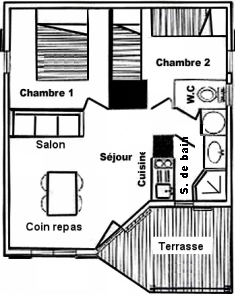 Chambre 1
Chambre 2
W.C
Salon
Séjour
Cuisine
S. de bain
Coin repas
Terrasse